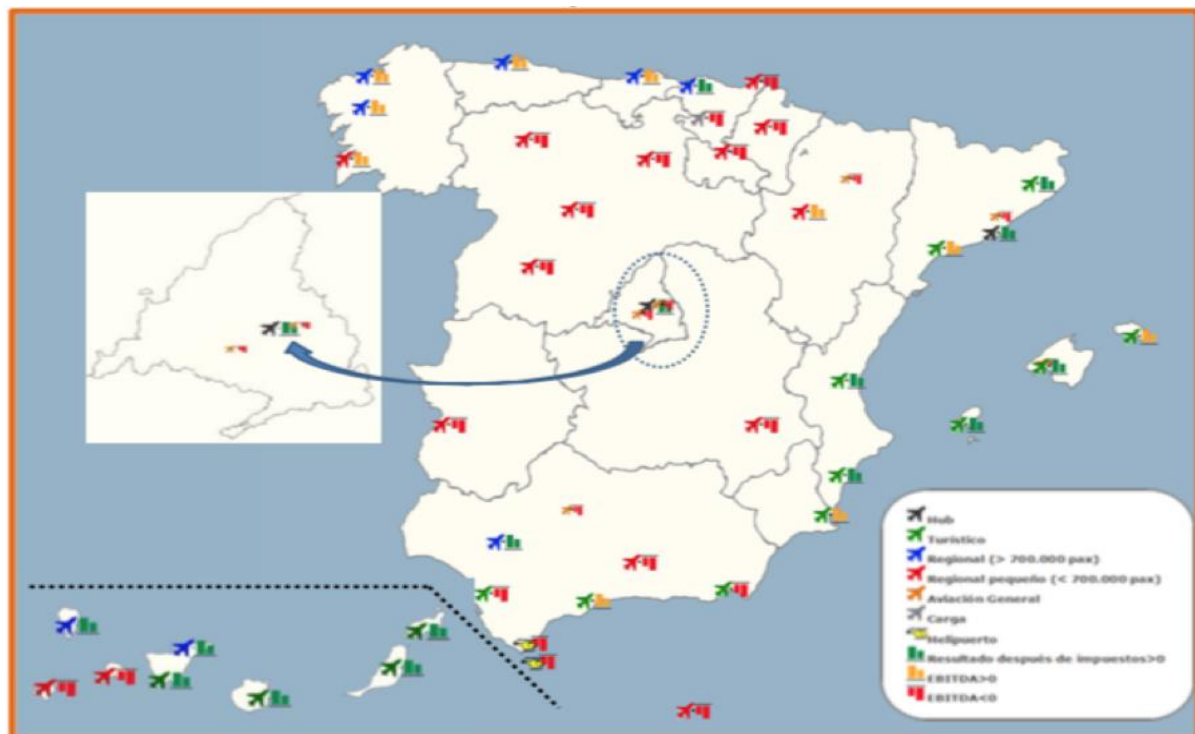 Hub
Turístico
Regional (> 700.000 pax)
Regional pequeño (< 700.000 pax)
Aviación General
Carga
Helipuerto
Resultado después de impuestos>0
EBITDA>0
EBITDA<0